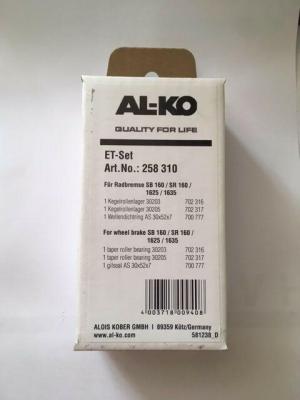 AL-KO
QUALITY FOR LIFE
ET-Set
Art.No.: 258 310
Für Radbremse SB 160 / SR 160 /
1625 / 1635
1 Kegelrollenlager 30203 702 316
1 Kegelrollenlager 30205 702 317
1 Wellendichtring AS 30x52x7 700 777
For wheel brake SB 160 / SR 160 /
1625 / 1635
1 taper roller bearing 30203 702 316
1 taper roller bearing 30205 702 317
1 gilseal AS 30x52x7 700 777
4 003718 009408
ALOIS KOBER GMBH | 89359 Kötz/Germany
www.al-ko.com 581238_D